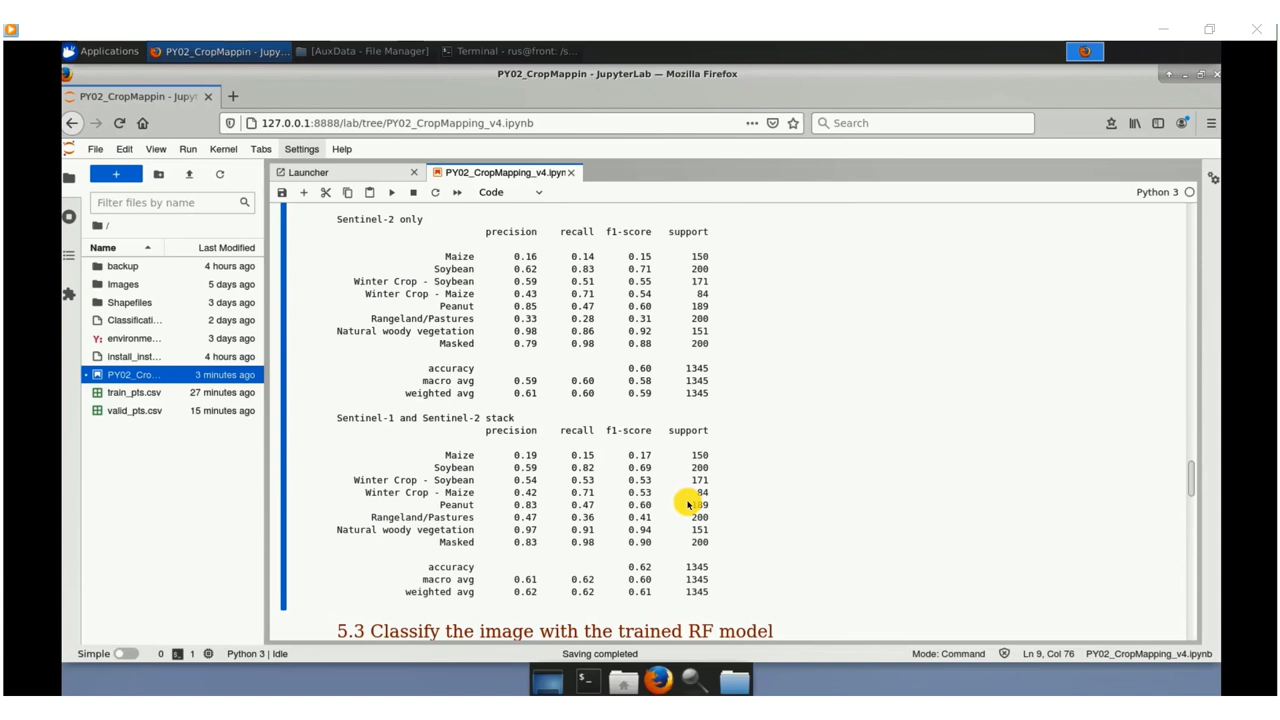 Applications PY02_CropMappin - Jupy... [AuxData - File Manager] Terminal - rus@front: /s...
PY02_CropMappin - JupyterLab — Mozilla Firefox
PY02_CropMappin - Jupyt
127.0.0.1:8888/lab/tree/PY02_CropMapping_v4.ipynb Search
File Edit View Run Kernel Tabs Settings Help
Launcher PY02_CropMapping_v4.ipyn
Code Python 3
Filter files by name
/
Name Last Modified
backup 4 hours ago
Images 5 days ago
Shapefiles 3 days ago
Classificati... 2 days ago
Y: environme... 3 days ago
install_inst... 4 hours ago
PY02_Cro... 3 minutes ago
train_pts.csv 27 minutes ago
valid_pts.csv 15 minutes ago
Sentinel-2 only
precision recall f1-score support
Maize 0.16 0.14 0.15 150
Soybean 0.62 0.83 0.71 200
Winter Crop - Soybean 0.59 0.51 0.55 171
Winter Crop - Maize 0.43 0.71 0.54 84
Peanut 0.85 0.47 0.60 189
Rangeland/Pastures 0.33 0.28 0.31 200
Natural woody vegetation 0.98 0.86 0.92 151
Masked 0.79 0.98 0.88 200
accuracy 0.60 1345
macro avg 0.59 0.60 0.58 1345
weighted avg 0.61 0.60 0.59 1345
Sentinel-1 and Sentinel-2 stack
precision recall f1-score support
Maize 0.19 0.15 0.17 150
Soybean 0.59 0.82 0.69 200
Winter Crop - Soybean 0.54 0.53 0.53 171
Winter Crop - Maize 0.42 0.71 0.53 84
Peanut 0.83 0.47 0.60 189
Rangeland/Pastures 0.47 0.36 0.41 200
Natural woody vegetation 0.97 0.91 0.94 151
Masked 0.83 0.98 0.90 200
accuracy 0.62 1345
macro avg 0.61 0.62 0.60 1345
weighted avg 0.62 0.62 0.61 1345
5.3 Classify the image with the trained RF model
Simple 0 1 Python 3 | Idle Saving completed Mode: Command Ln 9, Col 76 PY02_CropMapping_v4.ipynb